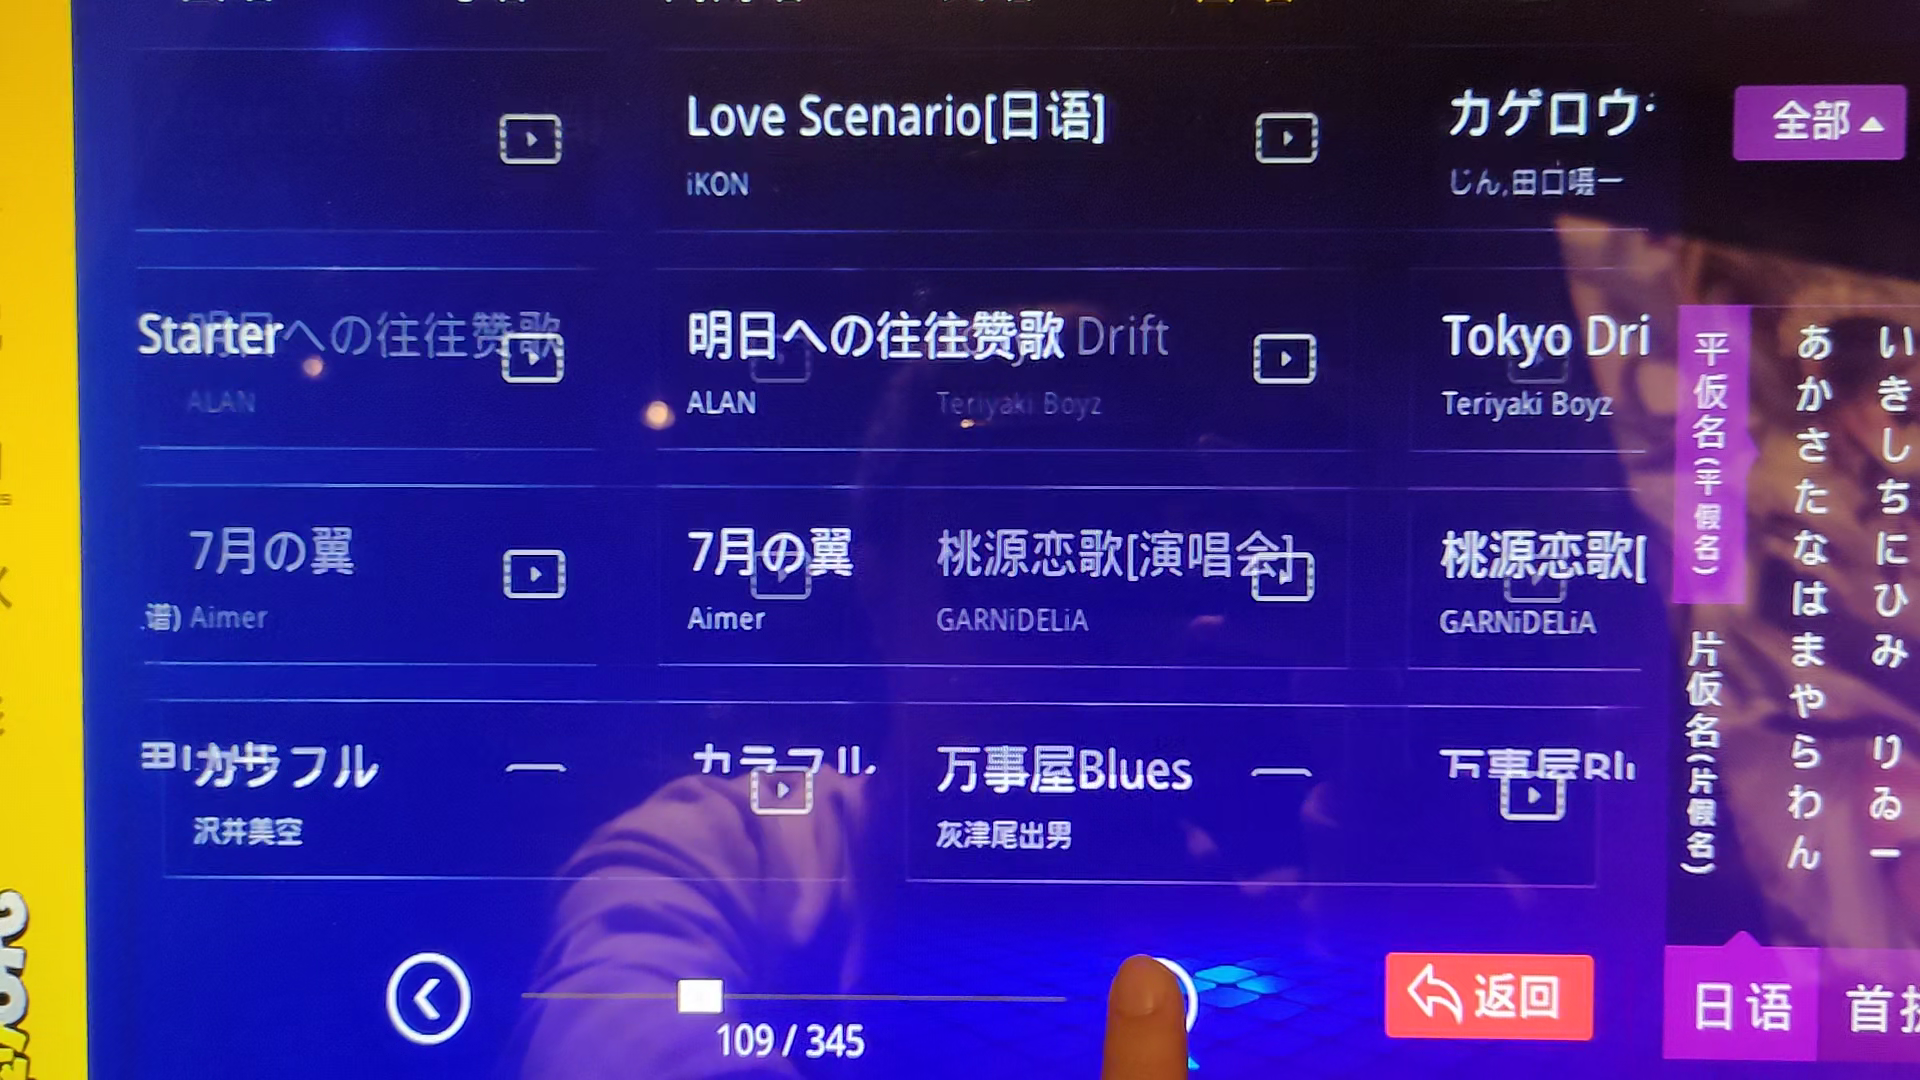 Love Scenario[日语]
iKON
カゲロウ
じん,田口嗫一
全部
Starter
明日への往往赞歌
ALAN
明日への往往赞歌
ALAN
Drift
Teriyaki Boyz
Tokyo Dri
Teriyaki Boyz
7月の翼
谱) Aimer
7月の翼
Aimer
桃源恋歌[演唱会]
GARNiDELiA
桃源恋歌[
GARNiDELiA
カラフル
沢井美空
カラフル
万事屋Blues
灰津尾出男
万事屋Blu
109 / 345
返回
平仮名(平假名)
片仮名(片假名)
あかさたなはまやらわん
いきしちにひみ りゐー
日语
首